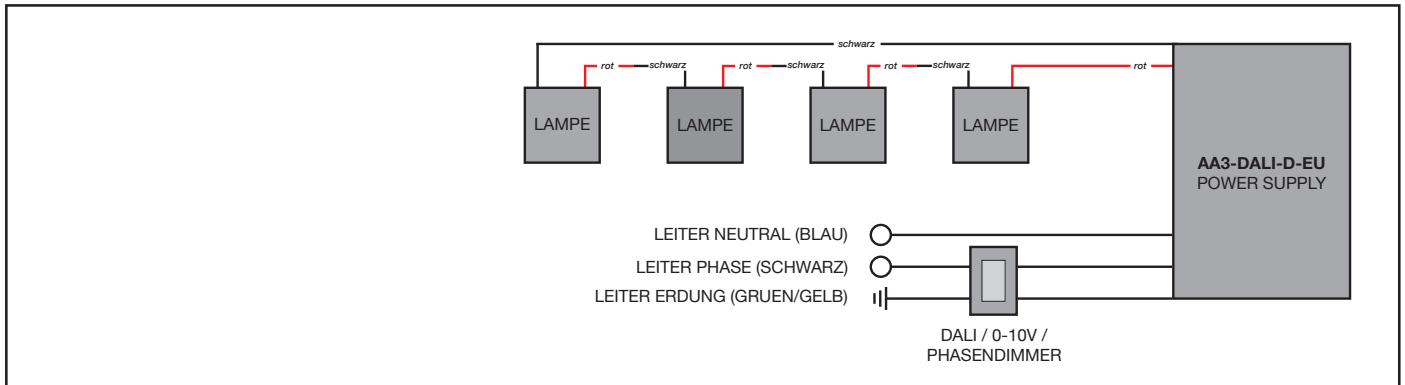 schwarz
rot schwarz rot schwarz rot schwarz rot
LAMPE LAMPE LAMPE LAMPE
AA3-DALI-D-EU
POWER SUPPLY
LEITER NEUTRAL (BLAU)
LEITER PHASE (SCHWARZ)
LEITER ERDUNG (GRUEN/GELB)
DALI / 0-10V /
PHASENDIMMER